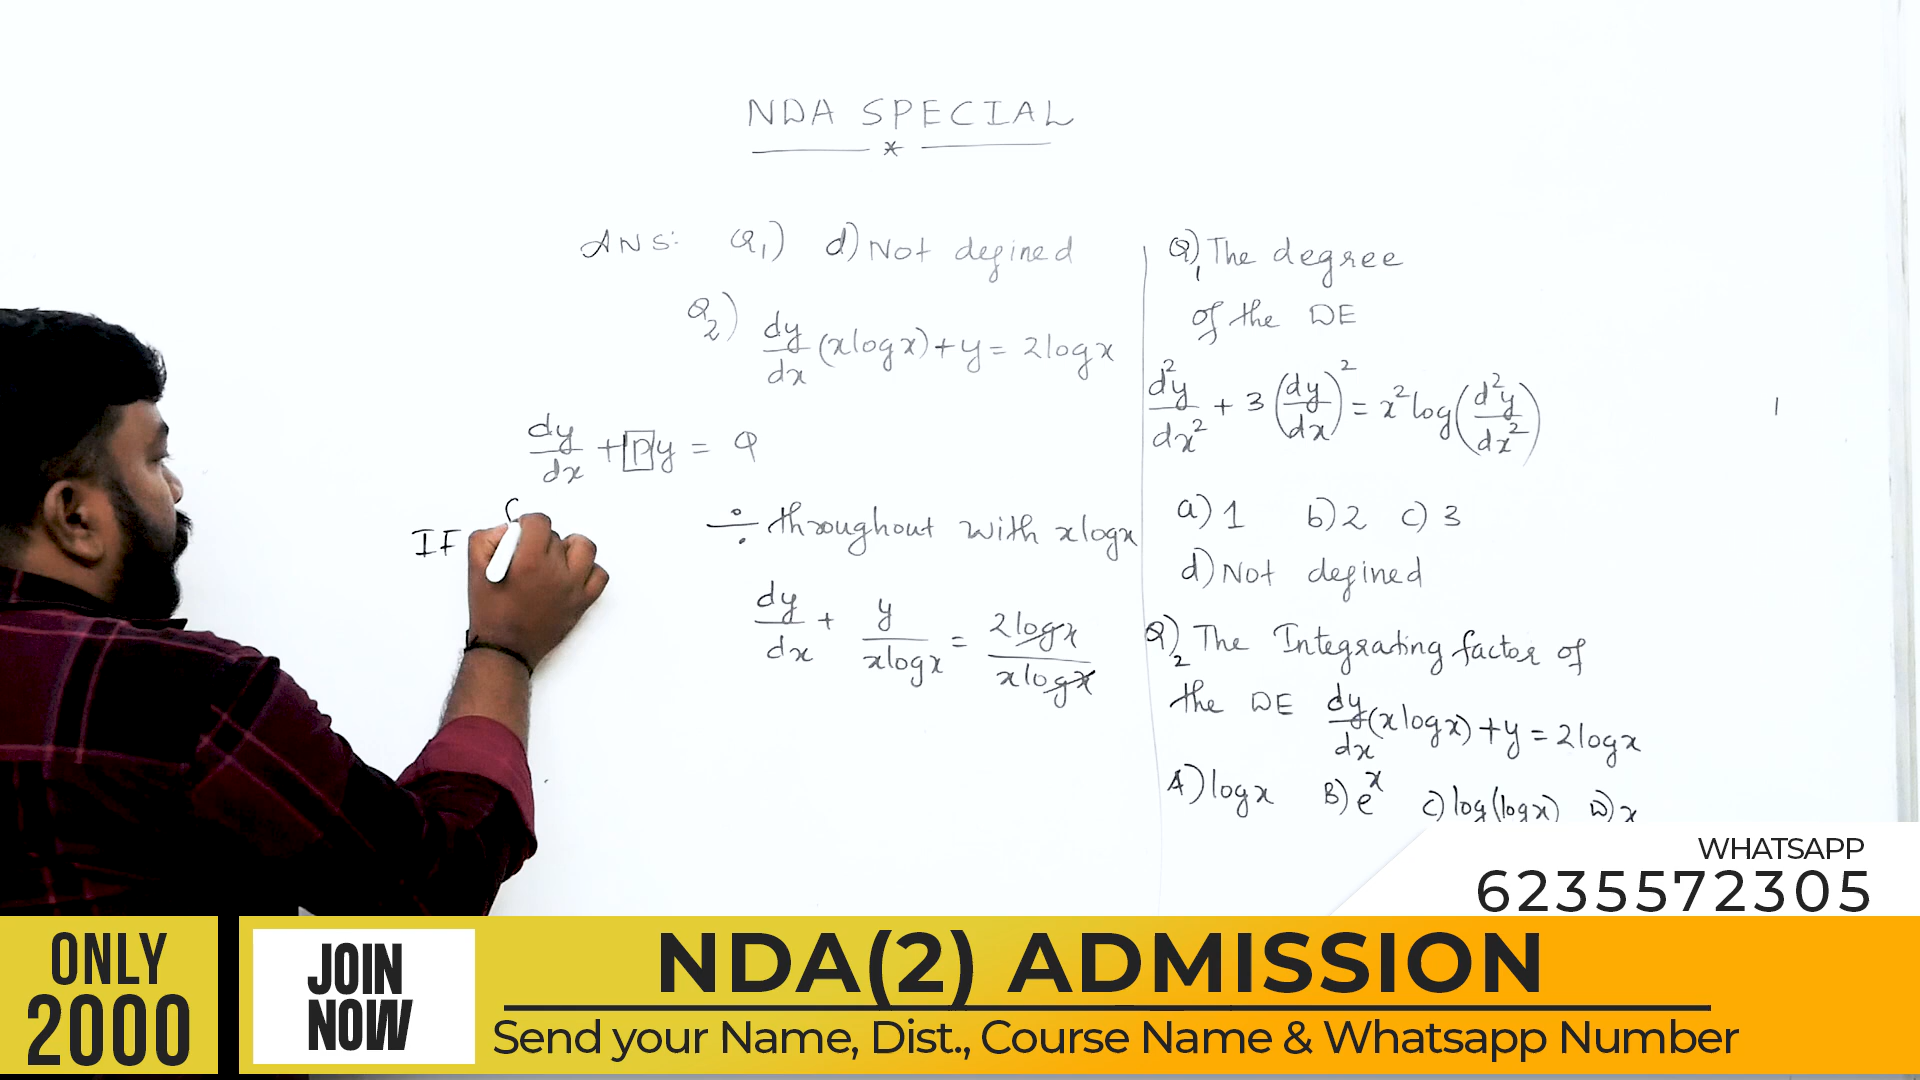 NDA SPECIAL
*
ANS: Q1) d) Not defined
Q2) dy/dx (xlogx) + y = 2logx
dy/dx + py = Q
IF
÷ throughout with xlogx
dy/dx + y/xlogx = 2logx/xlogx
Q)1 The degree
of the DE
d²y/dx² + 3 (dy/dx)² = x² log(d²y/dx²)
a) 1 b) 2 c) 3
d) Not defined
Q)2 The Integrating factor of
the DE dy/dx (xlogx) + y = 2logx
A) logx B) eˣ C) log(logx) D) x
WHATSAPP
6235572305
ONLY
2000
JOIN
NOW
NDA(2) ADMISSION
Send your Name, Dist., Course Name & Whatsapp Number